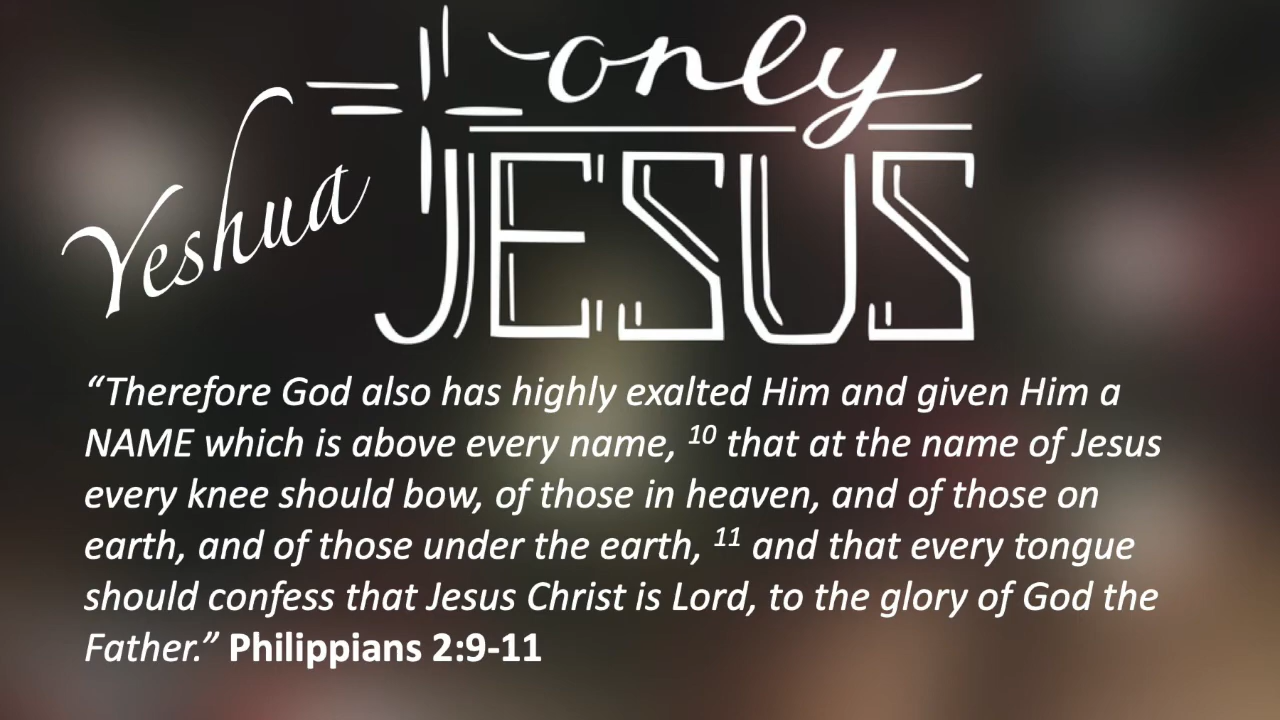 only
Yeshua
JESUS
“Therefore God also has highly exalted Him and given Him a
NAME which is above every name, 10 that at the name of Jesus
every knee should bow, of those in heaven, and of those on
earth, and of those under the earth, 11 and that every tongue
should confess that Jesus Christ is Lord, to the glory of God the
Father.” Philippians 2:9-11